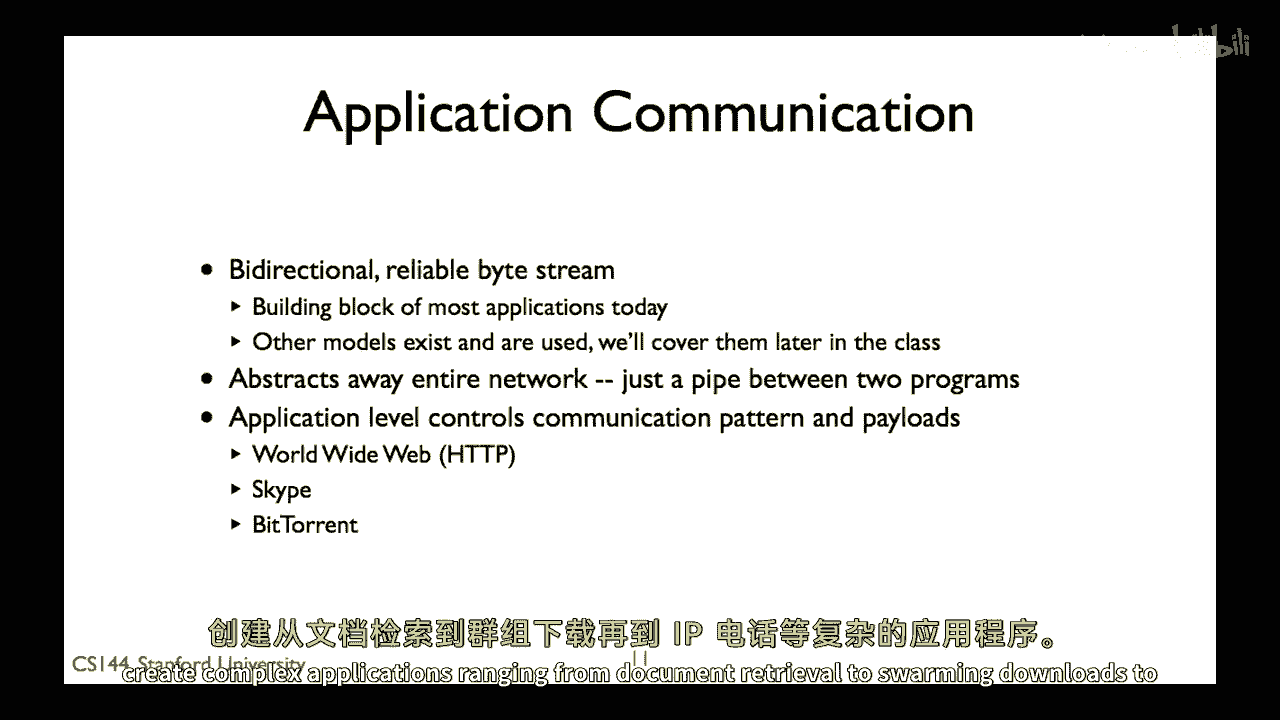 Application Communication
• Bidirectional, reliable byte stream
▸ Building block of most applications today
▸ Other models exist and are used, we'll cover them later in the class
• Abstracts away entire network -- just a pipe between two programs
• Application level controls communication pattern and payloads
▸ World Wide Web (HTTP)
▸ Skype
▸ BitTorrent
创建从文档检索到群组下载再到 IP 电话等复杂的应用程序。
CS144, Stanford University 11
create complex applications ranging from document retrieval to swarming downloads to